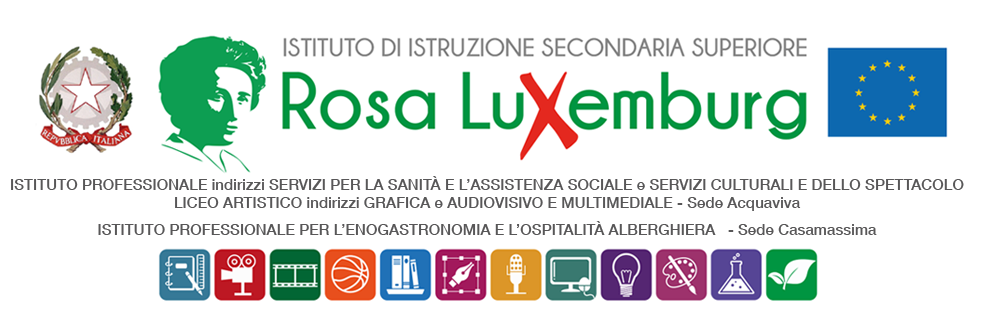 ISTITUTO DI ISTRUZIONE SECONDARIA SUPERIORE
Rosa LuXemburg
REPVBBLICA ITALIANA
ISTITUTO PROFESSIONALE indirizzi SERVIZI PER LA SANITÀ E L'ASSISTENZA SOCIALE e SERVIZI CULTURALI E DELLO SPETTACOLO
LICEO ARTISTICO indirizzi GRAFICA e AUDIOVISIVO E MULTIMEDIALE - Sede Acquaviva
ISTITUTO PROFESSIONALE PER L'ENOGASTRONOMIA E L'OSPITALITÀ ALBERGHIERA - Sede Casamassima